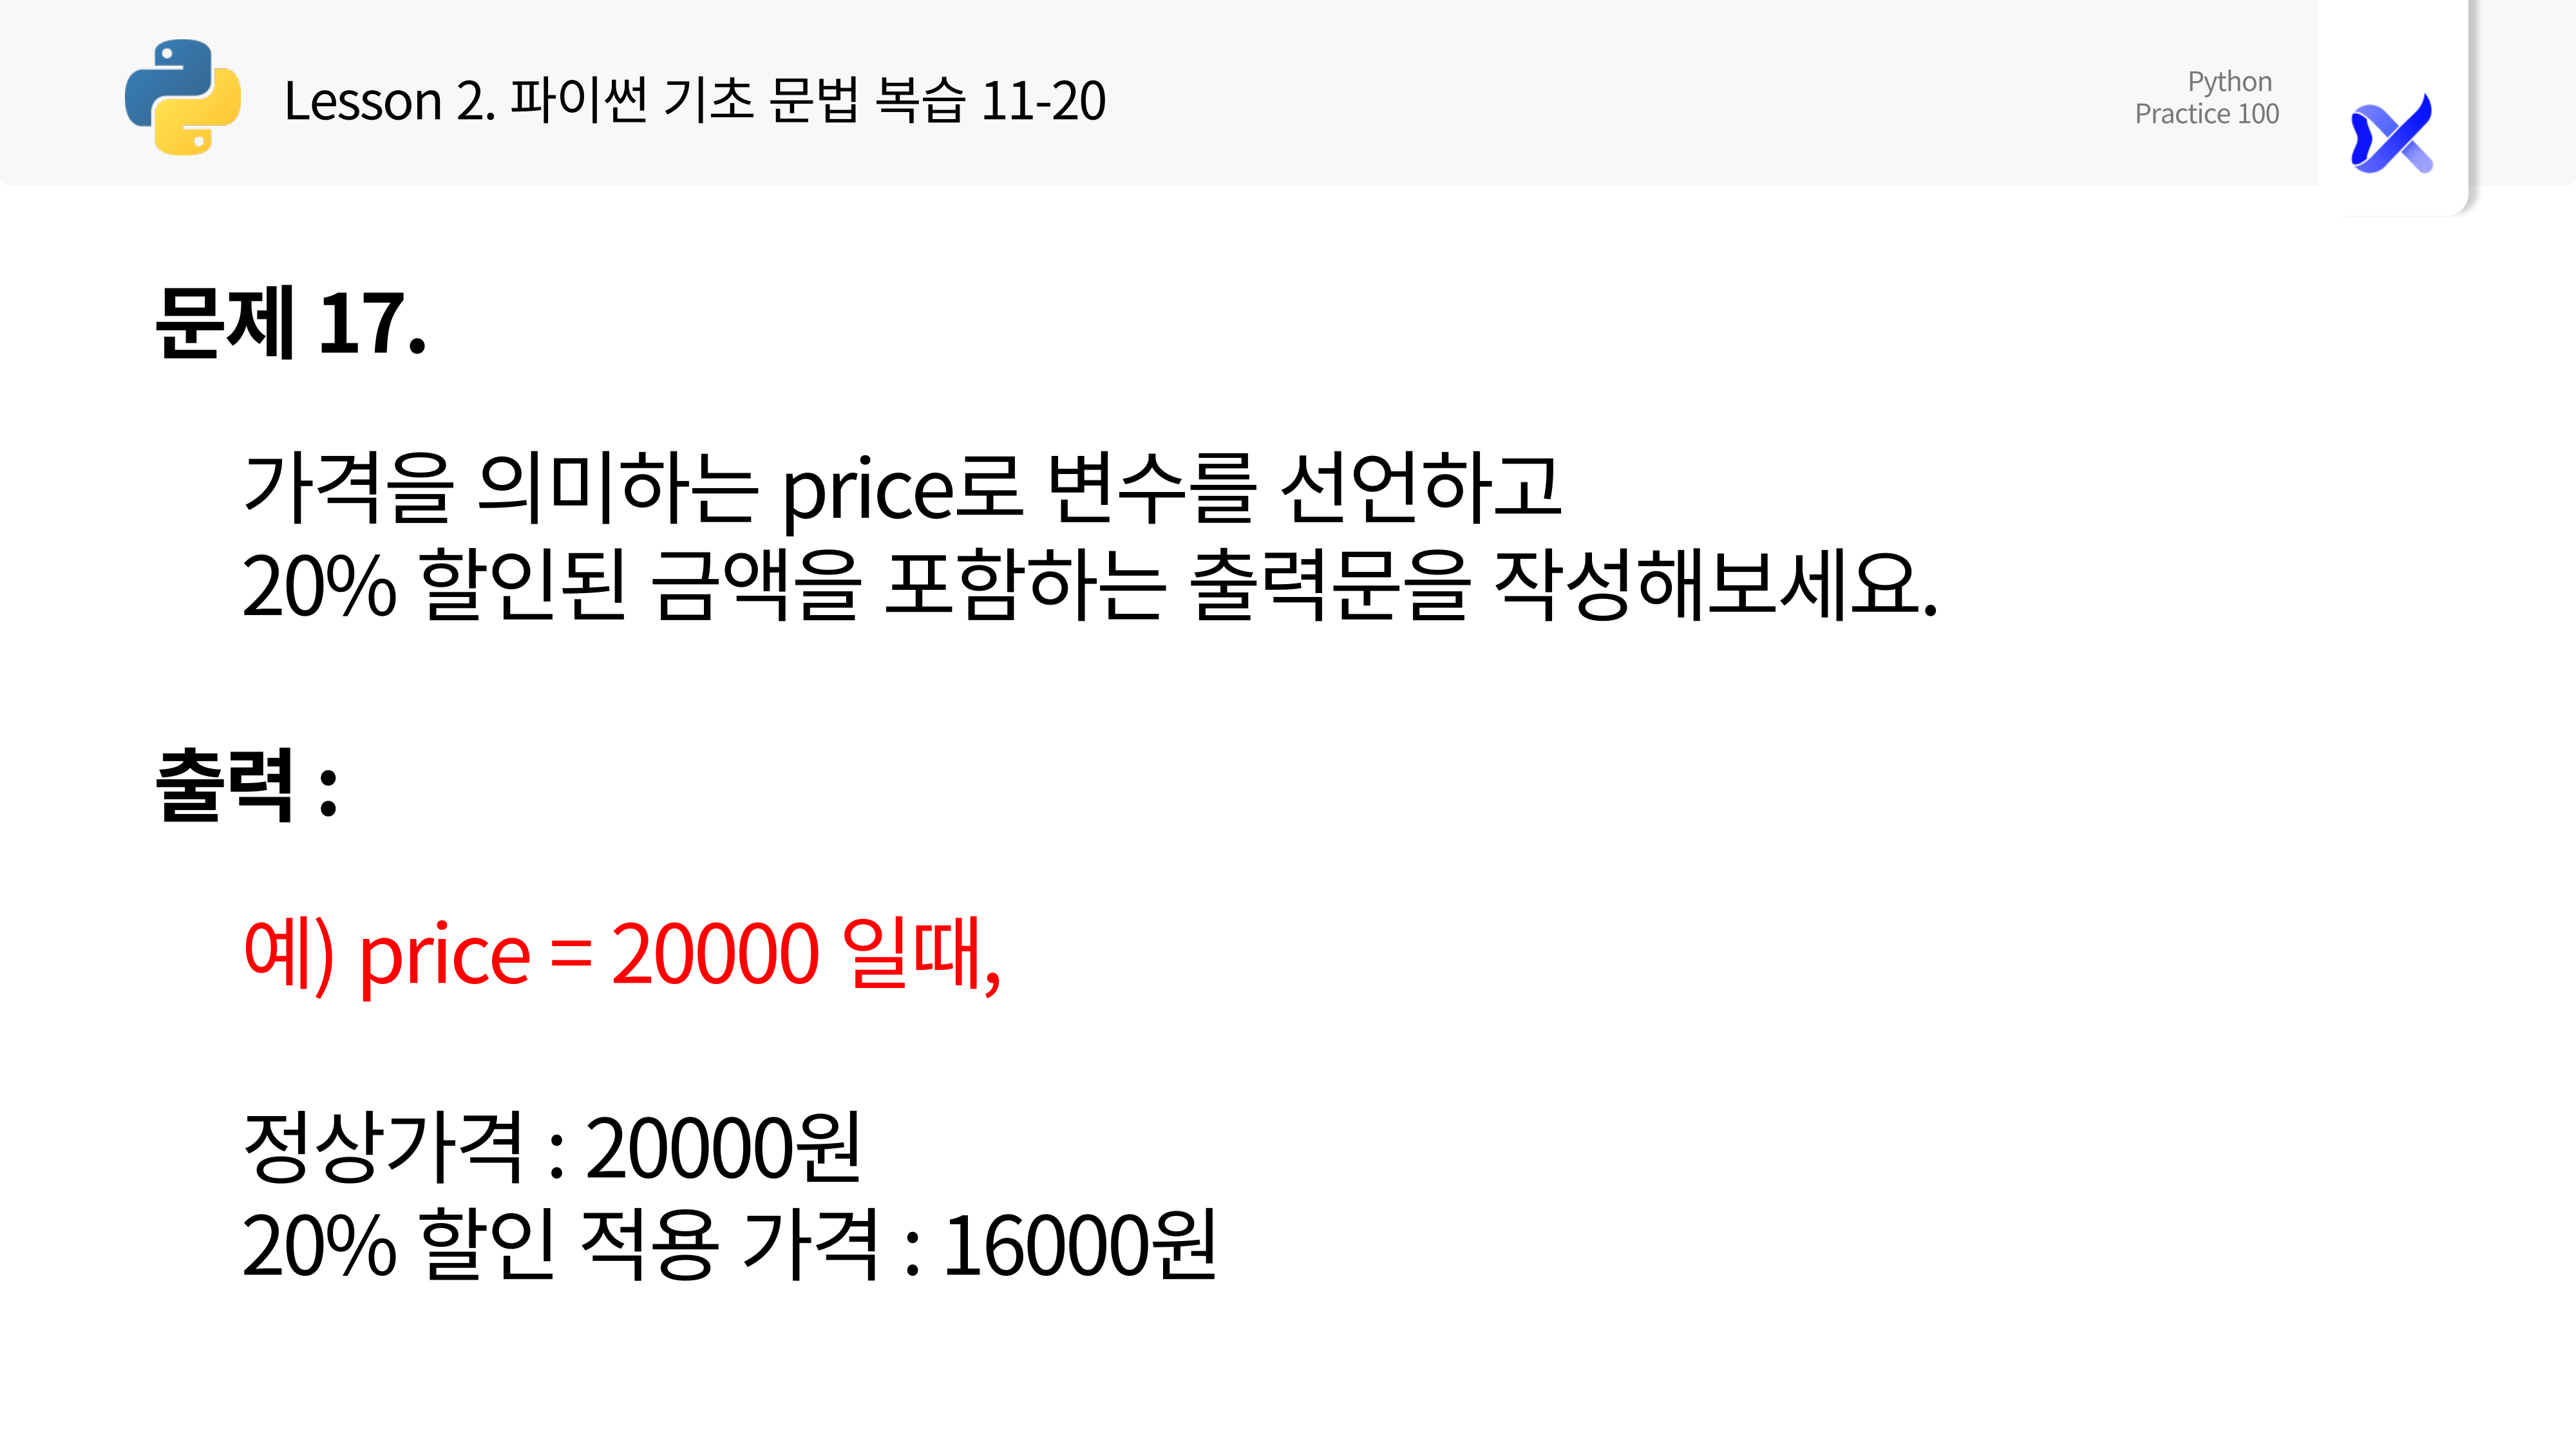 Lesson 2. 파이썬 기초 문법 복습 11-20
Python
Practice 100
문제 17.
가격을 의미하는 price로 변수를 선언하고
20% 할인된 금액을 포함하는 출력문을 작성해보세요.
출력 :
예) price = 20000 일때,
정상가격 : 20000원
20% 할인 적용 가격 : 16000원